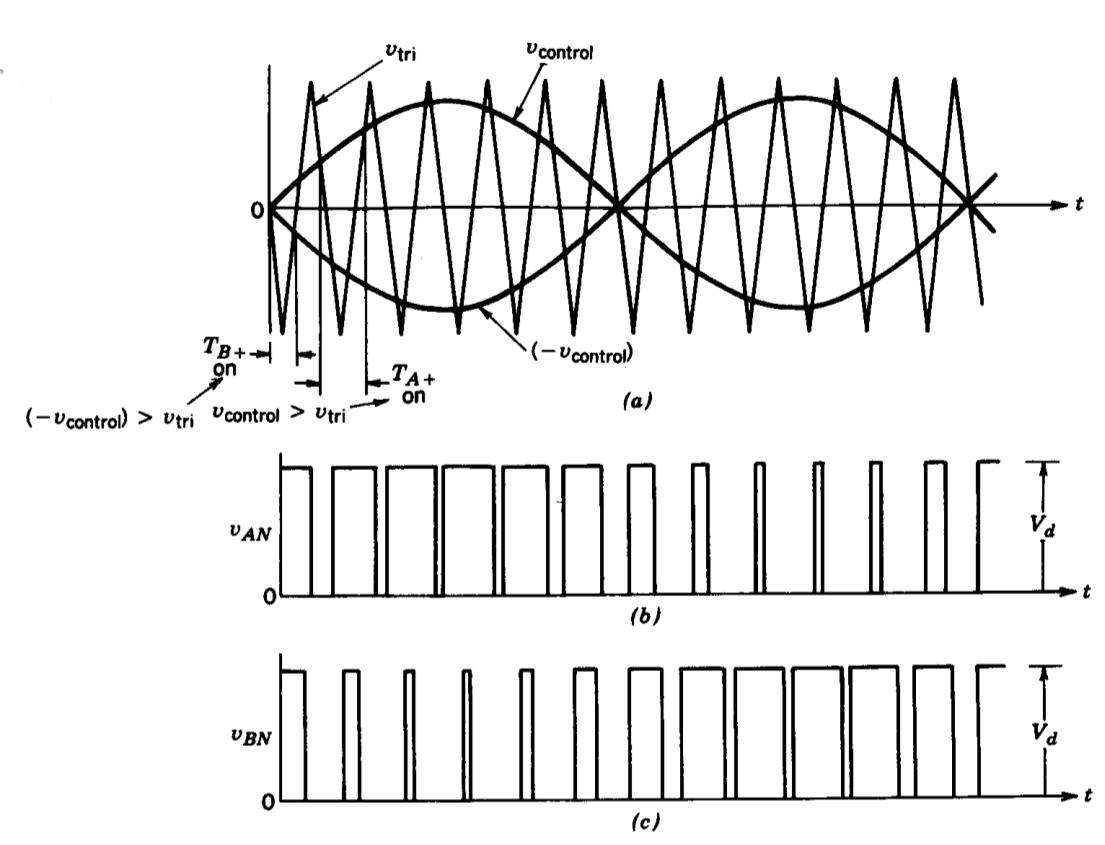 v_tri
v_control
0
t
(-v_control)
T_B+
on
T_A+
on
(-v_control) > v_tri
v_control > v_tri
(a)
v_AN
V_d
0
t
(b)
v_BN
V_d
0
t
(c)